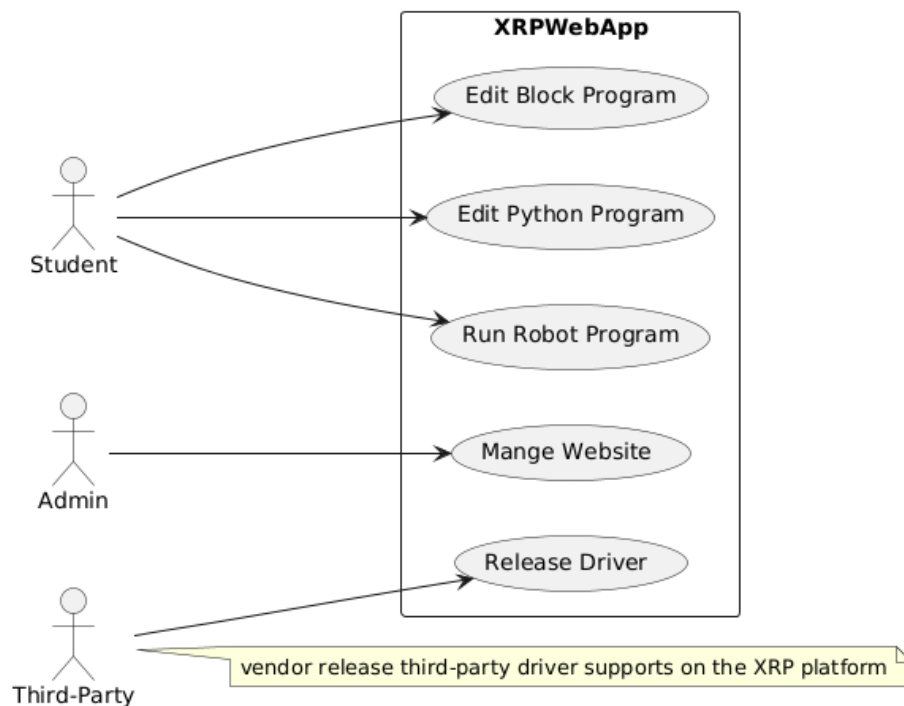 XRPWebApp
Edit Block Program
Edit Python Program
Student
Run Robot Program
Mange Website
Admin
Release Driver
vendor release third-party driver supports on the XRP platform
Third-Party